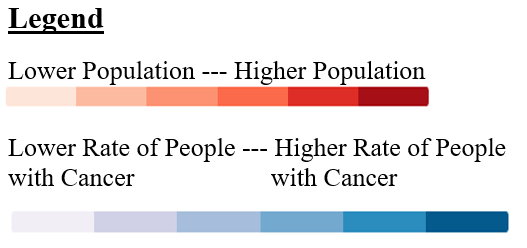 Legend
Lower Population --- Higher Population
Lower Rate of People --- Higher Rate of People
with Cancer with Cancer